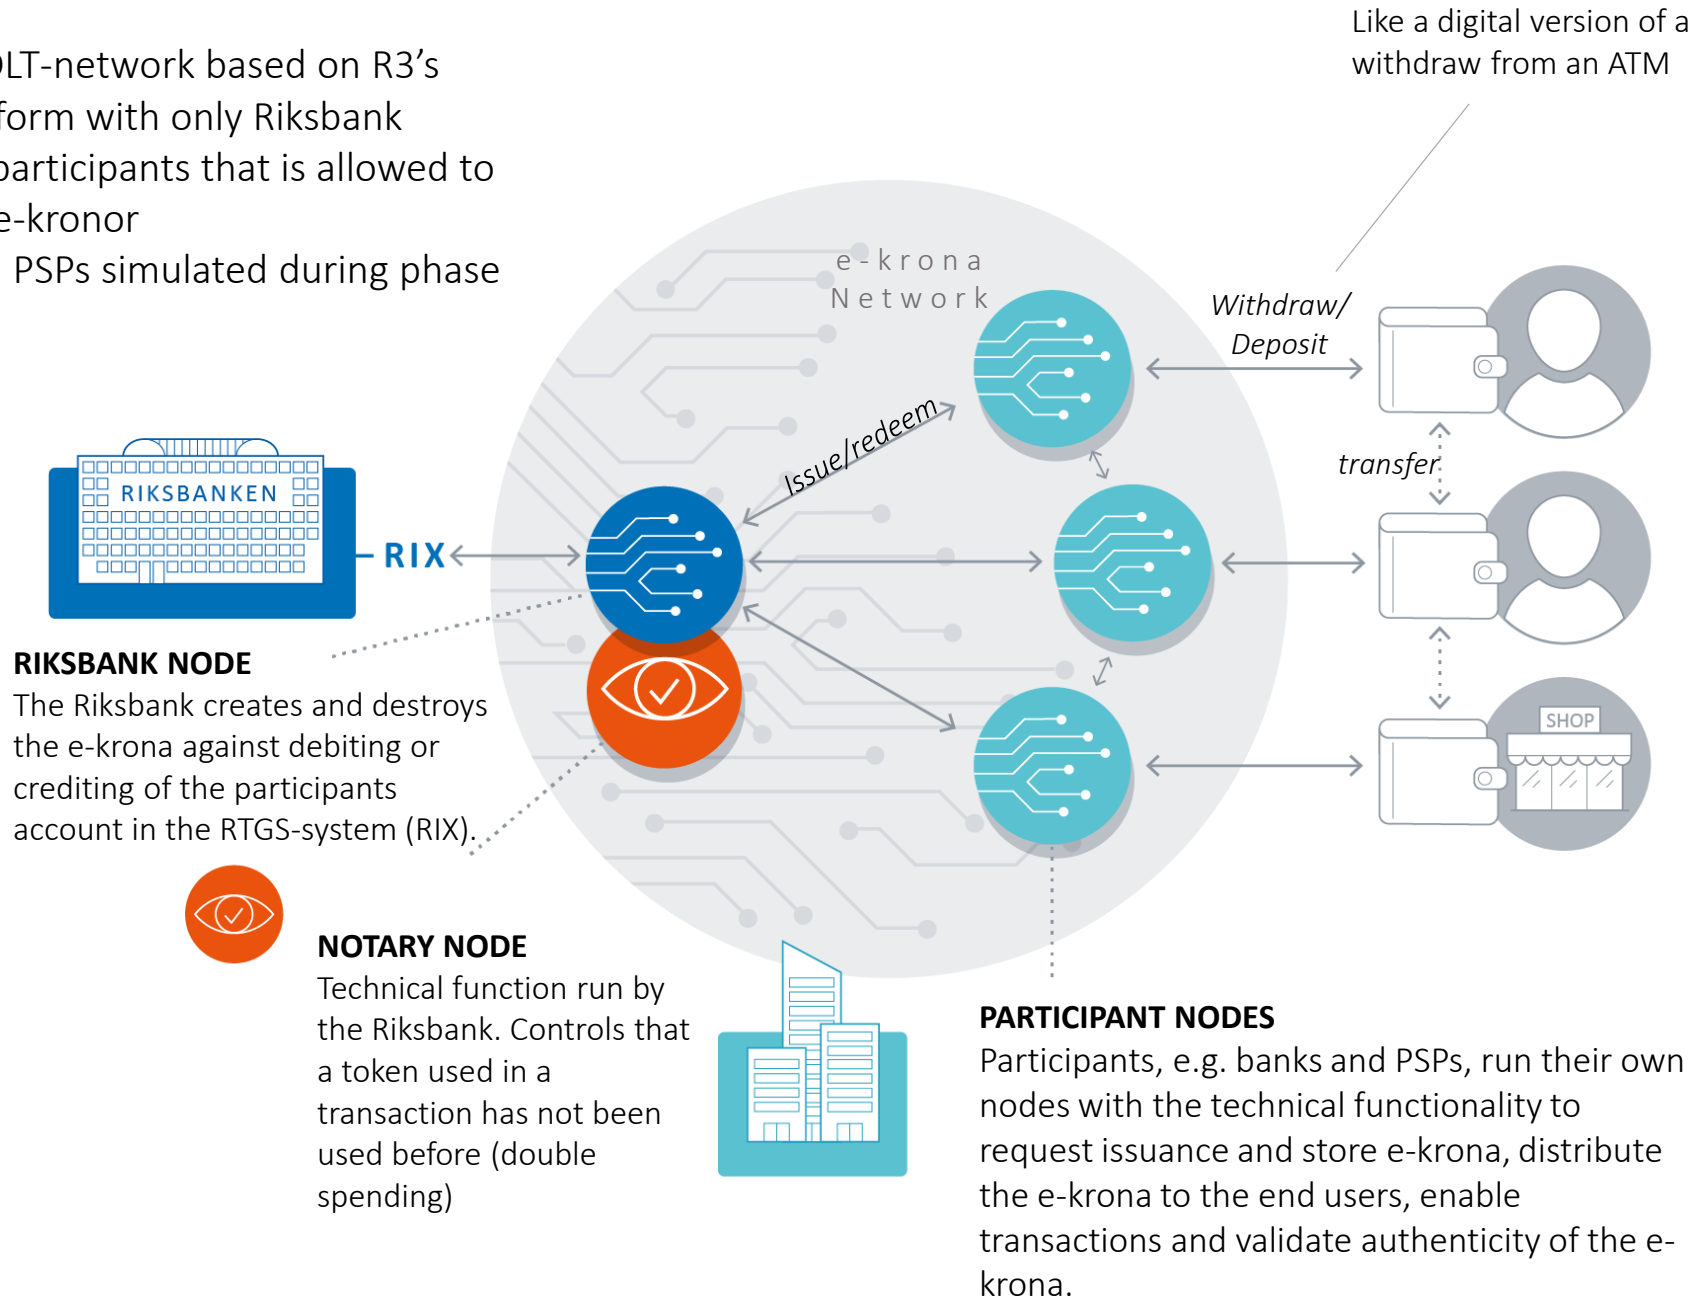 Like a digital version of a
withdraw from an ATM
DLT-network based on R3’s
form with only Riksbank
participants that is allowed to
e-kronor
PSPs simulated during phase
e-krona
Network
Withdraw/
Deposit
Issue/redeem
transfer
RIKSBANKEN
RIX
SHOP
RIKSBANK NODE
The Riksbank creates and destroys
the e-krona against debiting or
crediting of the participants
account in the RTGS-system (RIX).
NOTARY NODE
Technical function run by
the Riksbank. Controls that
a token used in a
transaction has not been
used before (double
spending)
PARTICIPANT NODES
Participants, e.g. banks and PSPs, run their own
nodes with the technical functionality to
request issuance and store e-krona, distribute
the e-krona to the end users, enable
transactions and validate authenticity of the e-
krona.